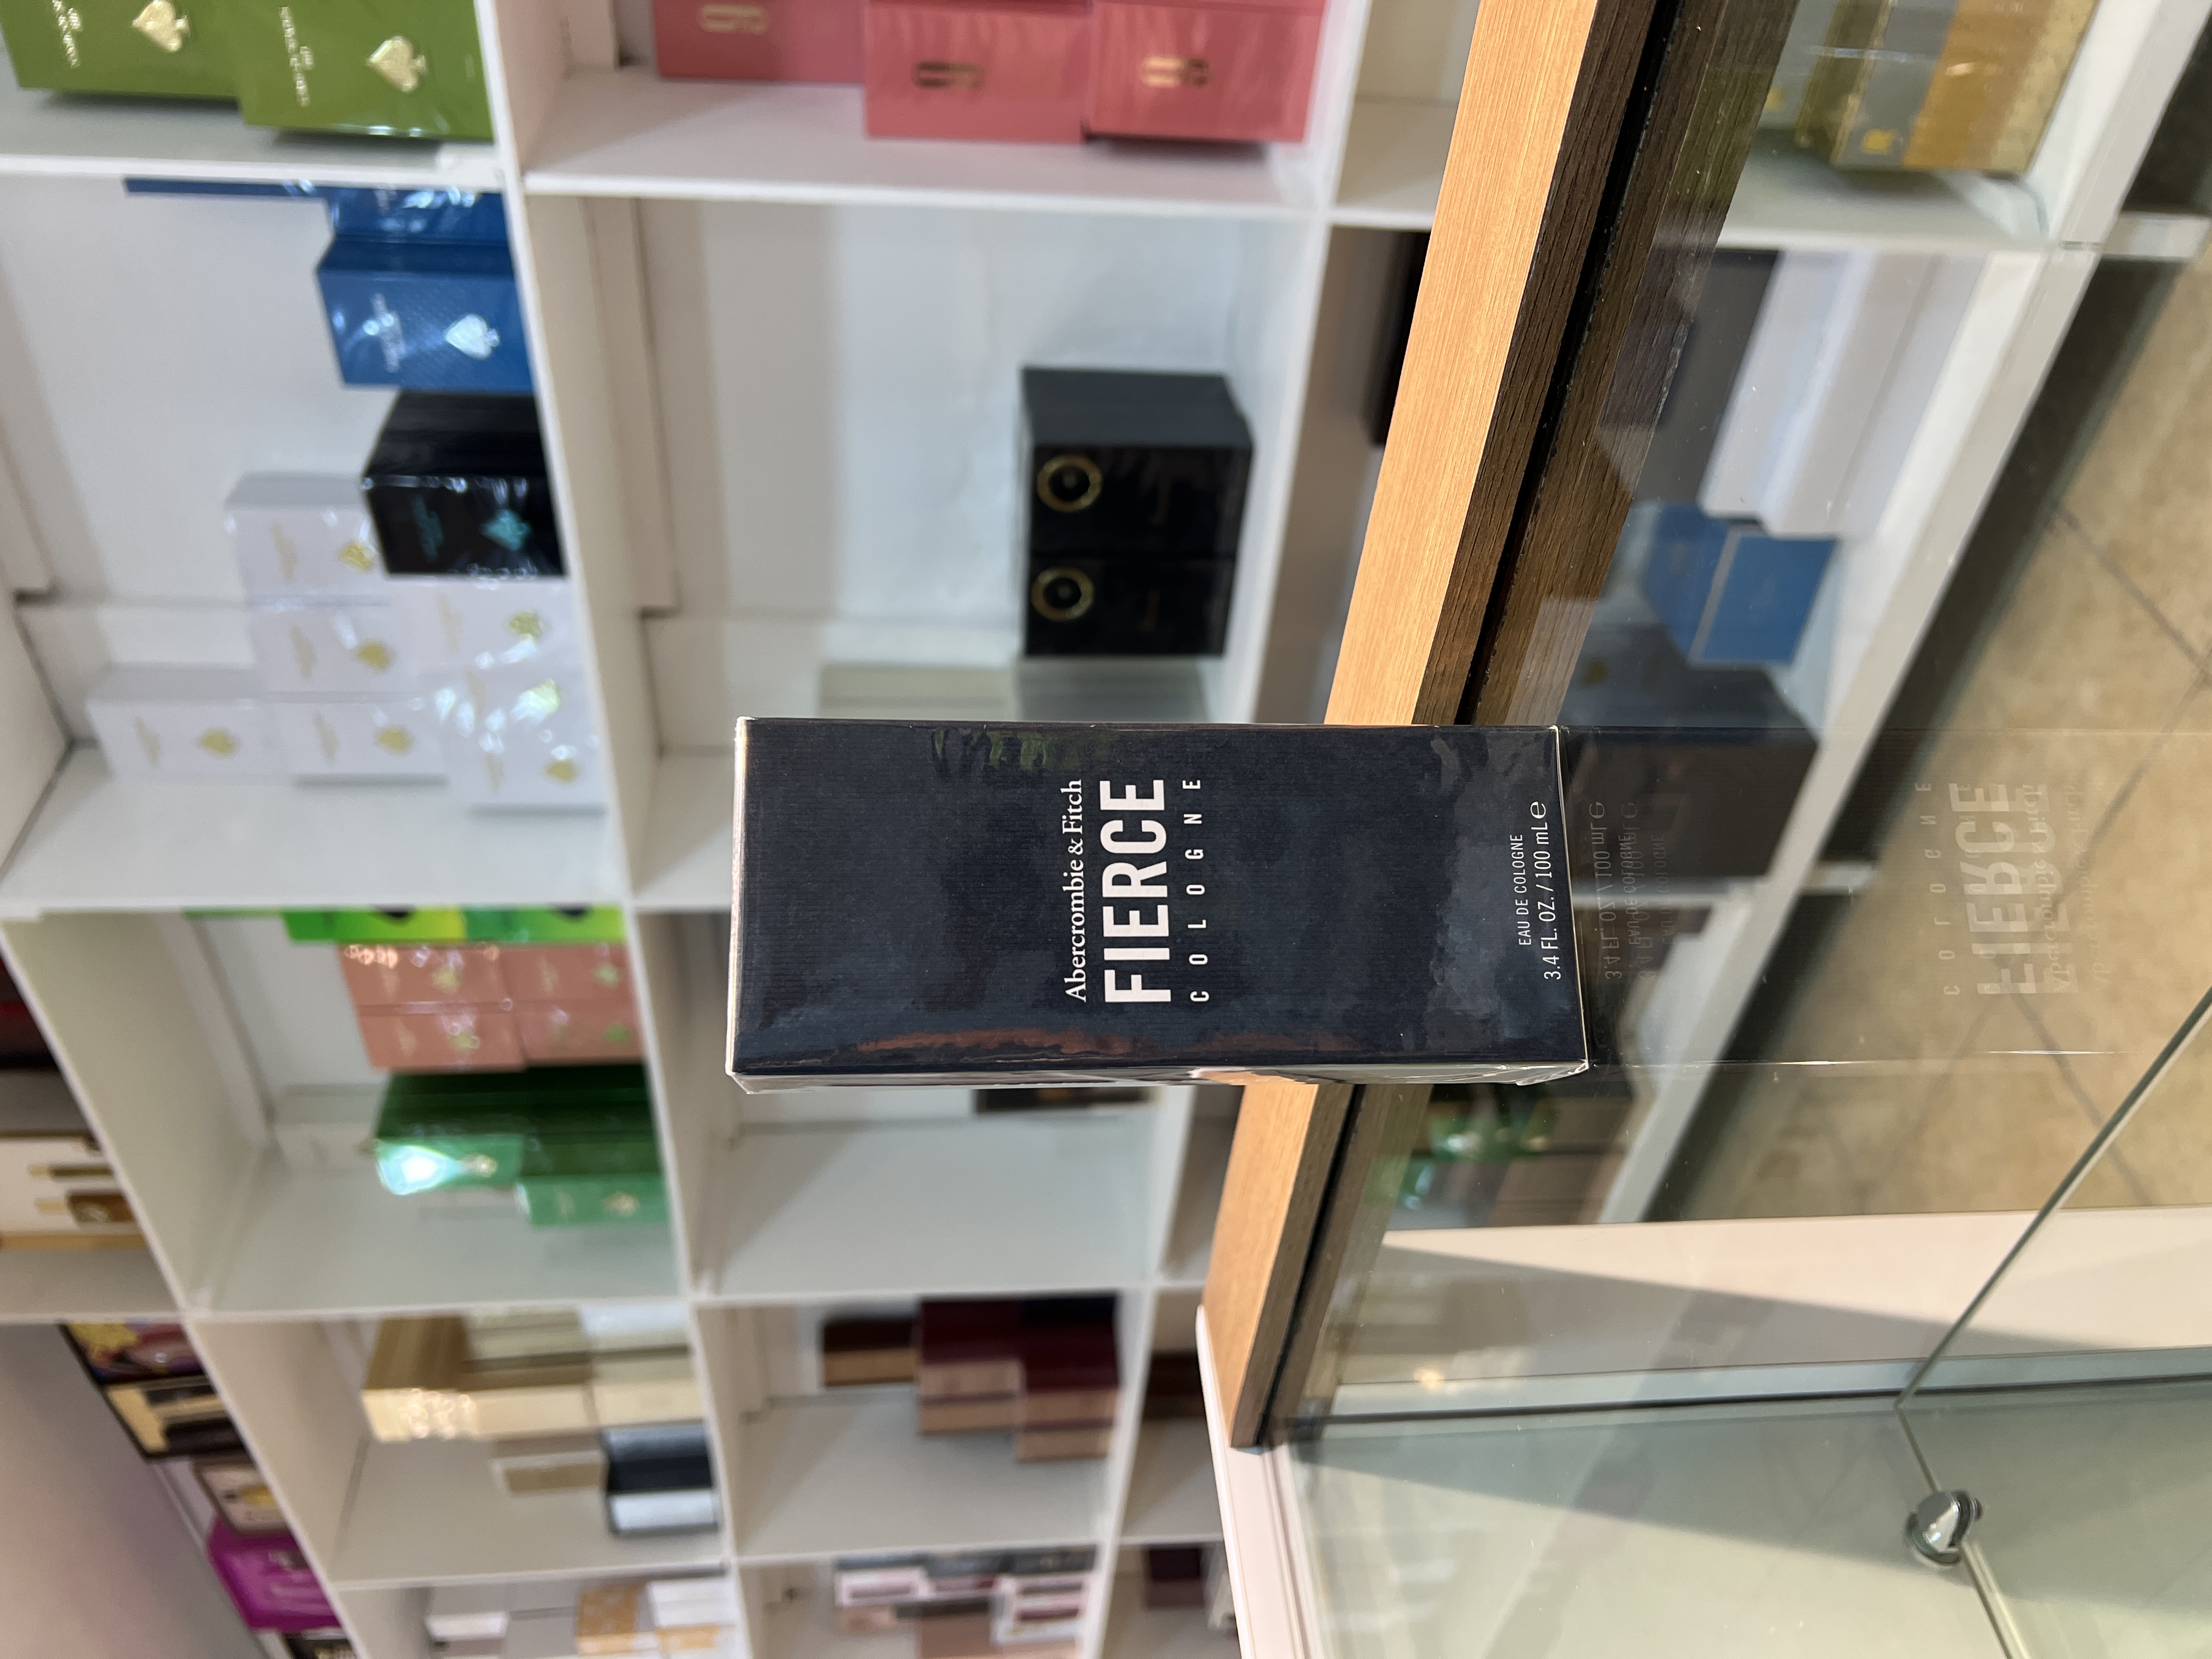 Abercrombie & Fitch
FIERCE
COLOGNE
EAU DE COLOGNE
3.4 FL. OZ. / 100 mL ℮